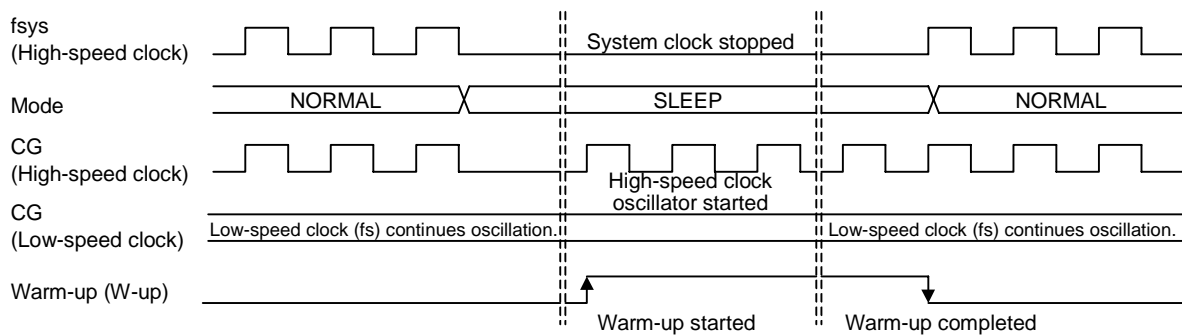 fsys
(High-speed clock)
System clock stopped
Mode
NORMAL
SLEEP
NORMAL
CG
(High-speed clock)
High-speed clock
oscillator started
CG
(Low-speed clock)
Low-speed clock (fs) continues oscillation.
Low-speed clock (fs) continues oscillation.
Warm-up (W-up)
Warm-up started
Warm-up completed